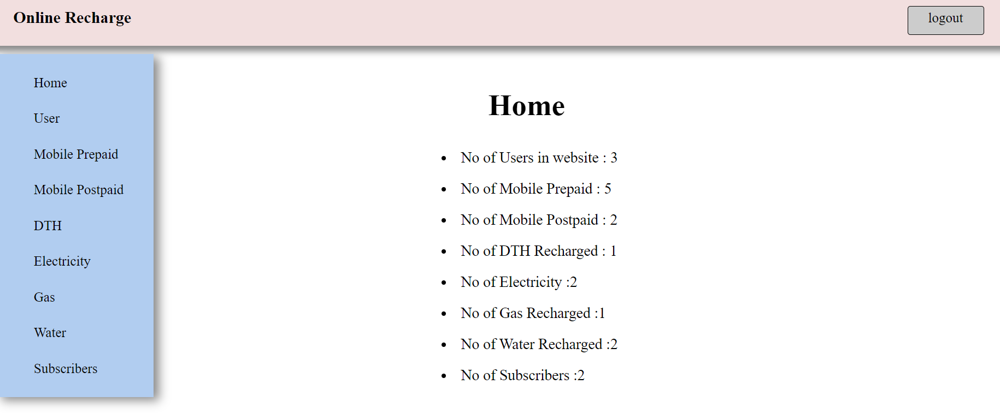 Online Recharge
logout
Home
User
Mobile Prepaid
Mobile Postpaid
DTH
Electricity
Gas
Water
Subscribers
Home
No of Users in website : 3
No of Mobile Prepaid : 5
No of Mobile Postpaid : 2
No of DTH Recharged : 1
No of Electricity :2
No of Gas Recharged :1
No of Water Recharged :2
No of Subscribers :2